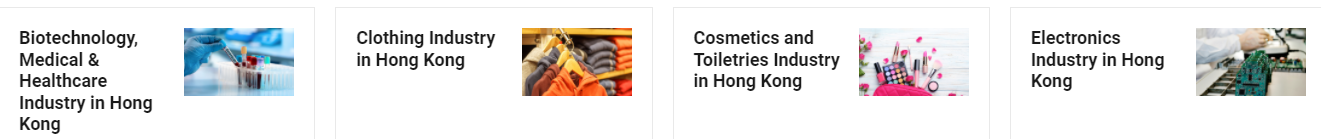 Biotechnology,
Medical &
Healthcare
Industry in Hong
Kong
Clothing Industry
in Hong Kong
Cosmetics and
Toiletries Industry
in Hong Kong
Electronics
Industry in Hong
Kong